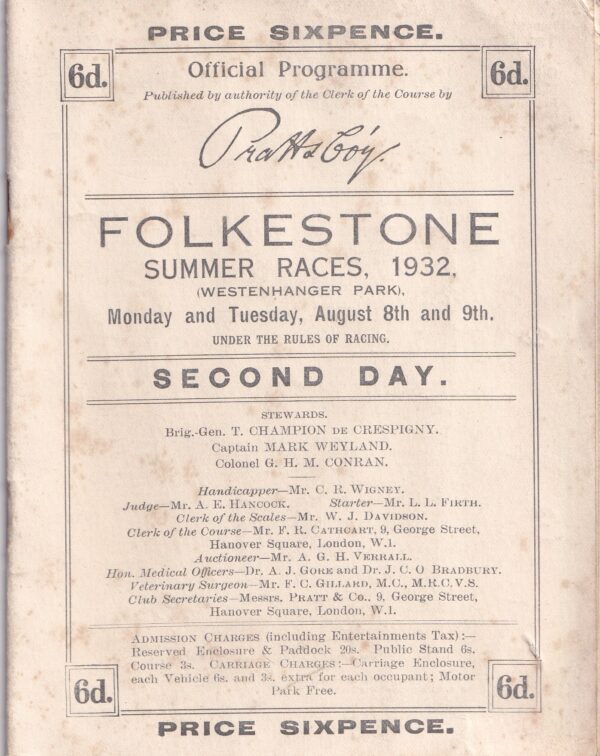 PRICE SIXPENCE.
6d.
Official Programme.
6d.
Published by authority of the Clerk of the Course by
Pratt & Co'y.
FOLKESTONE
SUMMER RACES, 1932,
(WESTENHANGER PARK),
Monday and Tuesday, August 8th and 9th.
UNDER THE RULES OF RACING.
SECOND DAY.
STEWARDS.
Brig.-Gen. T. CHAMPION DE CRESPIGNY.
Captain MARK WEYLAND.
Colonel G. H. M. CONRAN.
Handicapper—Mr. C. R. WIGNEY.
Judge—Mr. A. E. HANCOCK. Starter—Mr. L. L. FIRTH.
Clerk of the Scales—Mr. W. J. DAVIDSON.
Clerk of the Course—Mr. F. R. CATHCART, 9, George Street,
Hanover Square, London, W.1.
Auctioneer—Mr. A. G. H. VERRALL.
Hon. Medical Officers—Dr. A. J. GORE and Dr. J. C. O BRADBURY.
Veterinary Surgeon—Mr. F. C. GILLARD, M.C., M.R.C.V.S.
Club Secretaries—Messrs. PRATT & Co., 9, George Street,
Hanover Square, London, W.1.
ADMISSION CHARGES (including Entertainments Tax):—
Reserved Enclosure & Paddock 20s. Public Stand 6s.
Course 3s. CARRIAGE CHARGES:—Carriage Enclosure,
each Vehicle 6s. and 3s. extra for each occupant; Motor
Park Free.
6d.
6d.
PRICE SIXPENCE.